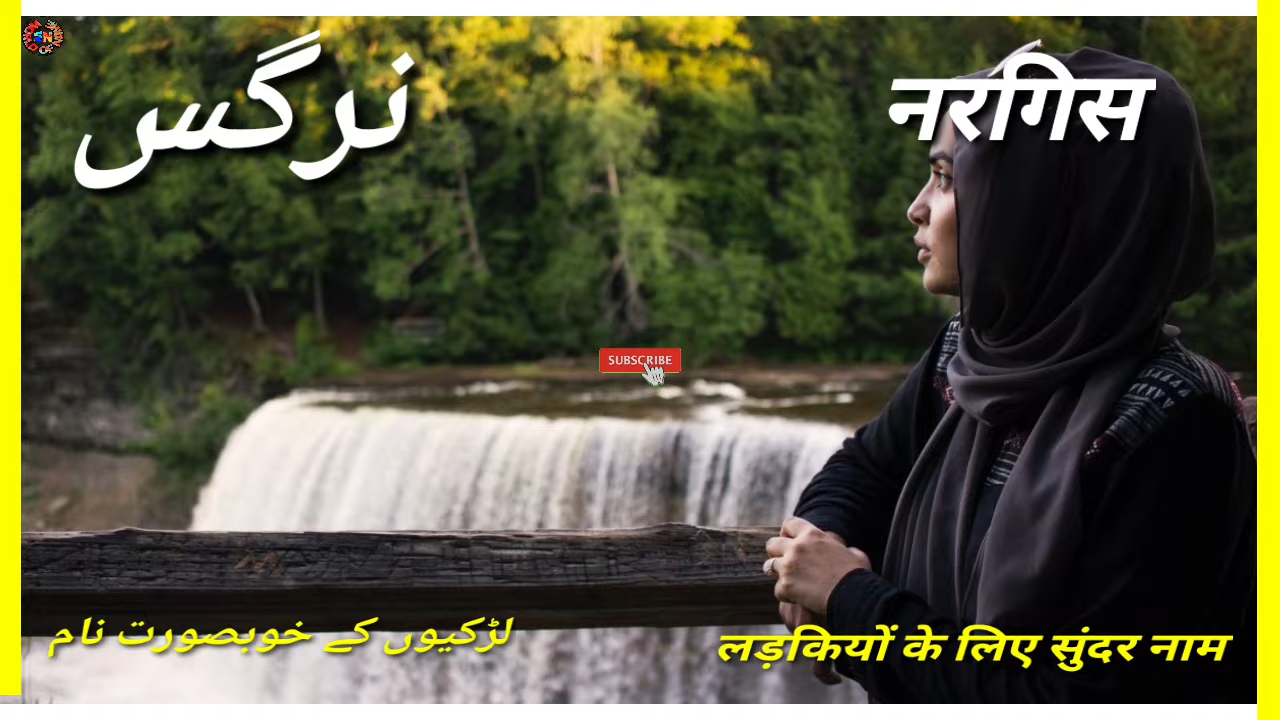 نرگس
नरगिस
SUBSCRIBE
لڑکیوں کے خوبصورت نام
लड़कियों के लिए सुंदर नाम